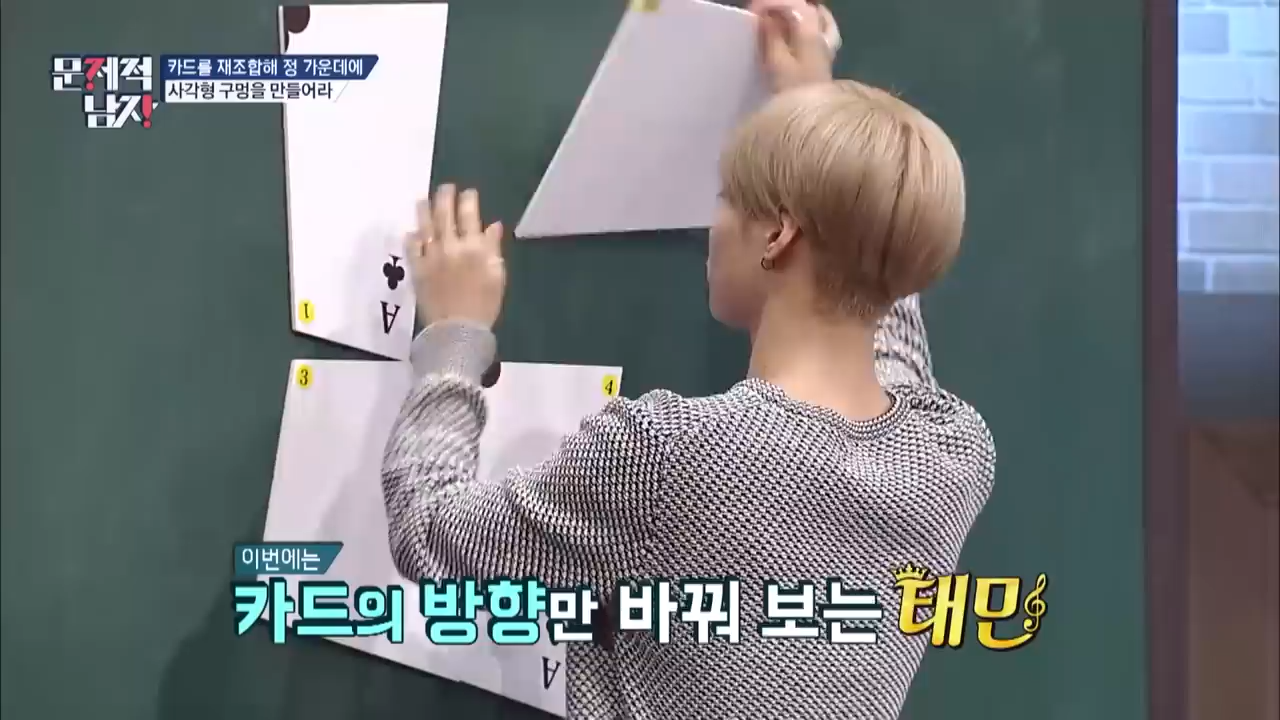 문제적
남자!
카드를 재조합해 정 가운데에
사각형 구멍을 만들어라
1
A
3
4
이번에는
카드의 방향만 바꿔 보는 태민
A